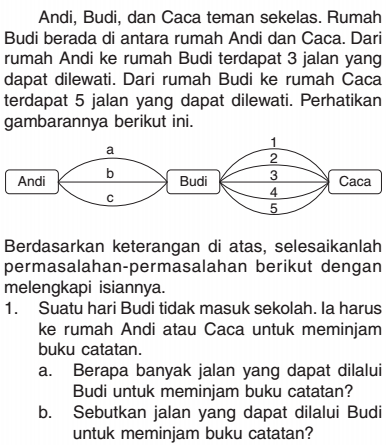 Andi, Budi, dan Caca teman sekelas. Rumah
Budi berada di antara rumah Andi dan Caca. Dari
rumah Andi ke rumah Budi terdapat 3 jalan yang
dapat dilewati. Dari rumah Budi ke rumah Caca
terdapat 5 jalan yang dapat dilewati. Perhatikan
gambarannya berikut ini.
Andi
a
b
c
Budi
1
2
3
4
5
Caca
Berdasarkan keterangan di atas, selesaikanlah
permasalahan-permasalahan berikut dengan
melengkapi isiannya.
1. Suatu hari Budi tidak masuk sekolah. Ia harus
ke rumah Andi atau Caca untuk meminjam
buku catatan.
a. Berapa banyak jalan yang dapat dilalui
Budi untuk meminjam buku catatan?
b. Sebutkan jalan yang dapat dilalui Budi
untuk meminjam buku catatan?